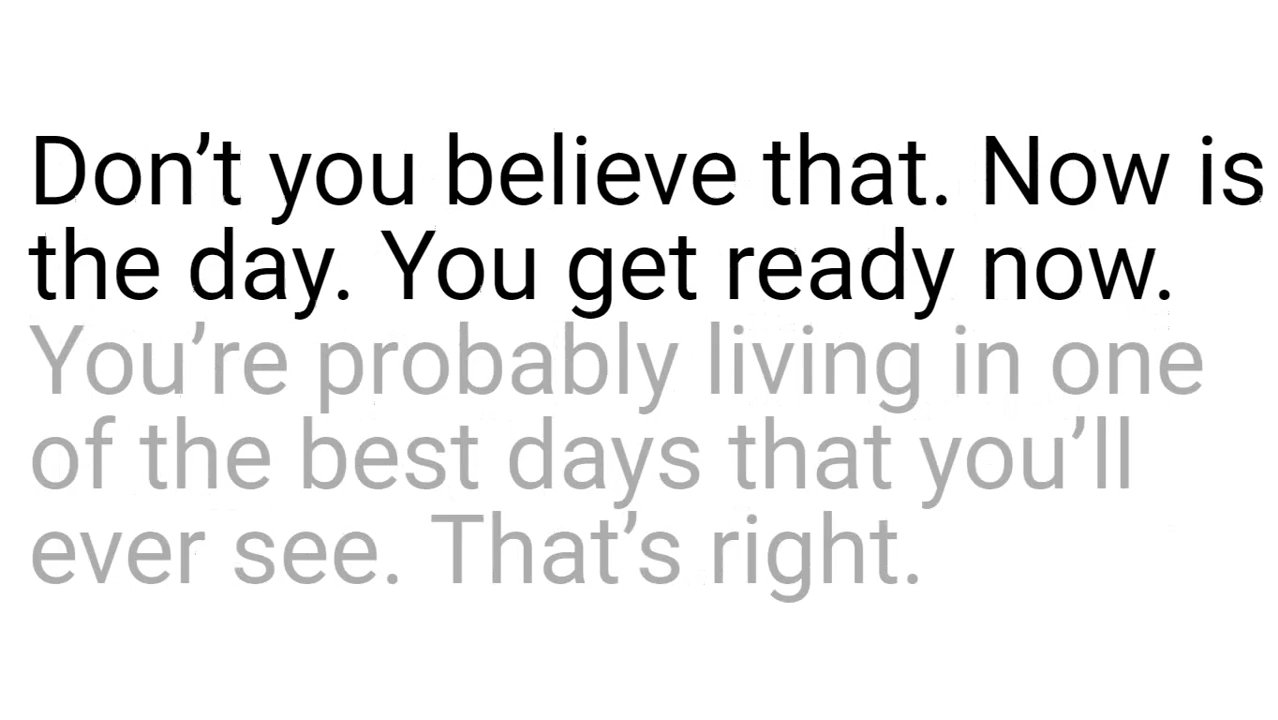 Don’t you believe that. Now is
the day. You get ready now.
You’re probably living in one
of the best days that you’ll
ever see. That’s right.